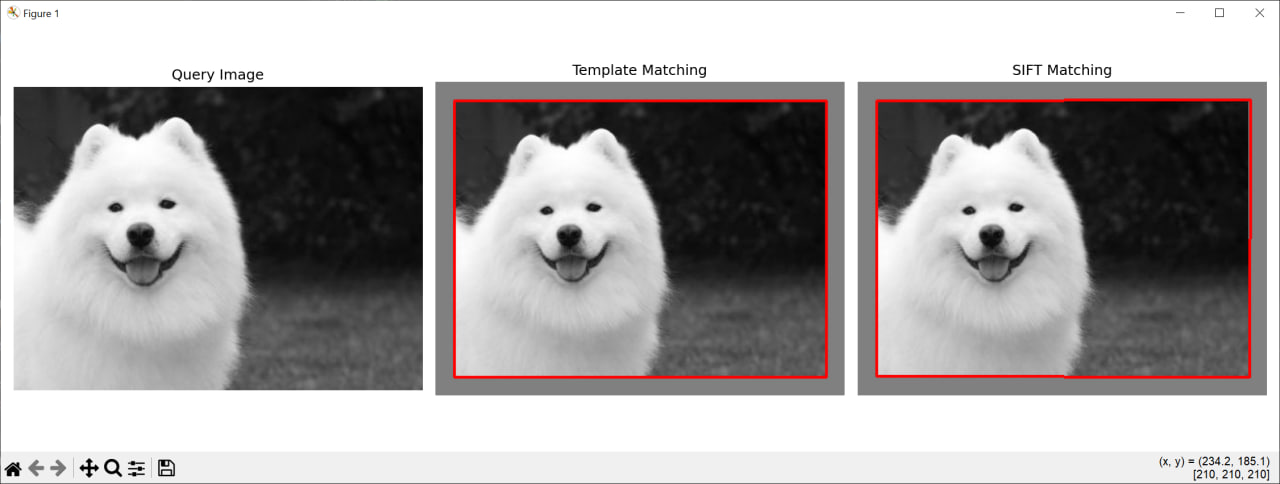 Figure 1
Query Image
Template Matching
SIFT Matching
(x, y) = (234.2, 185.1)
[210, 210, 210]